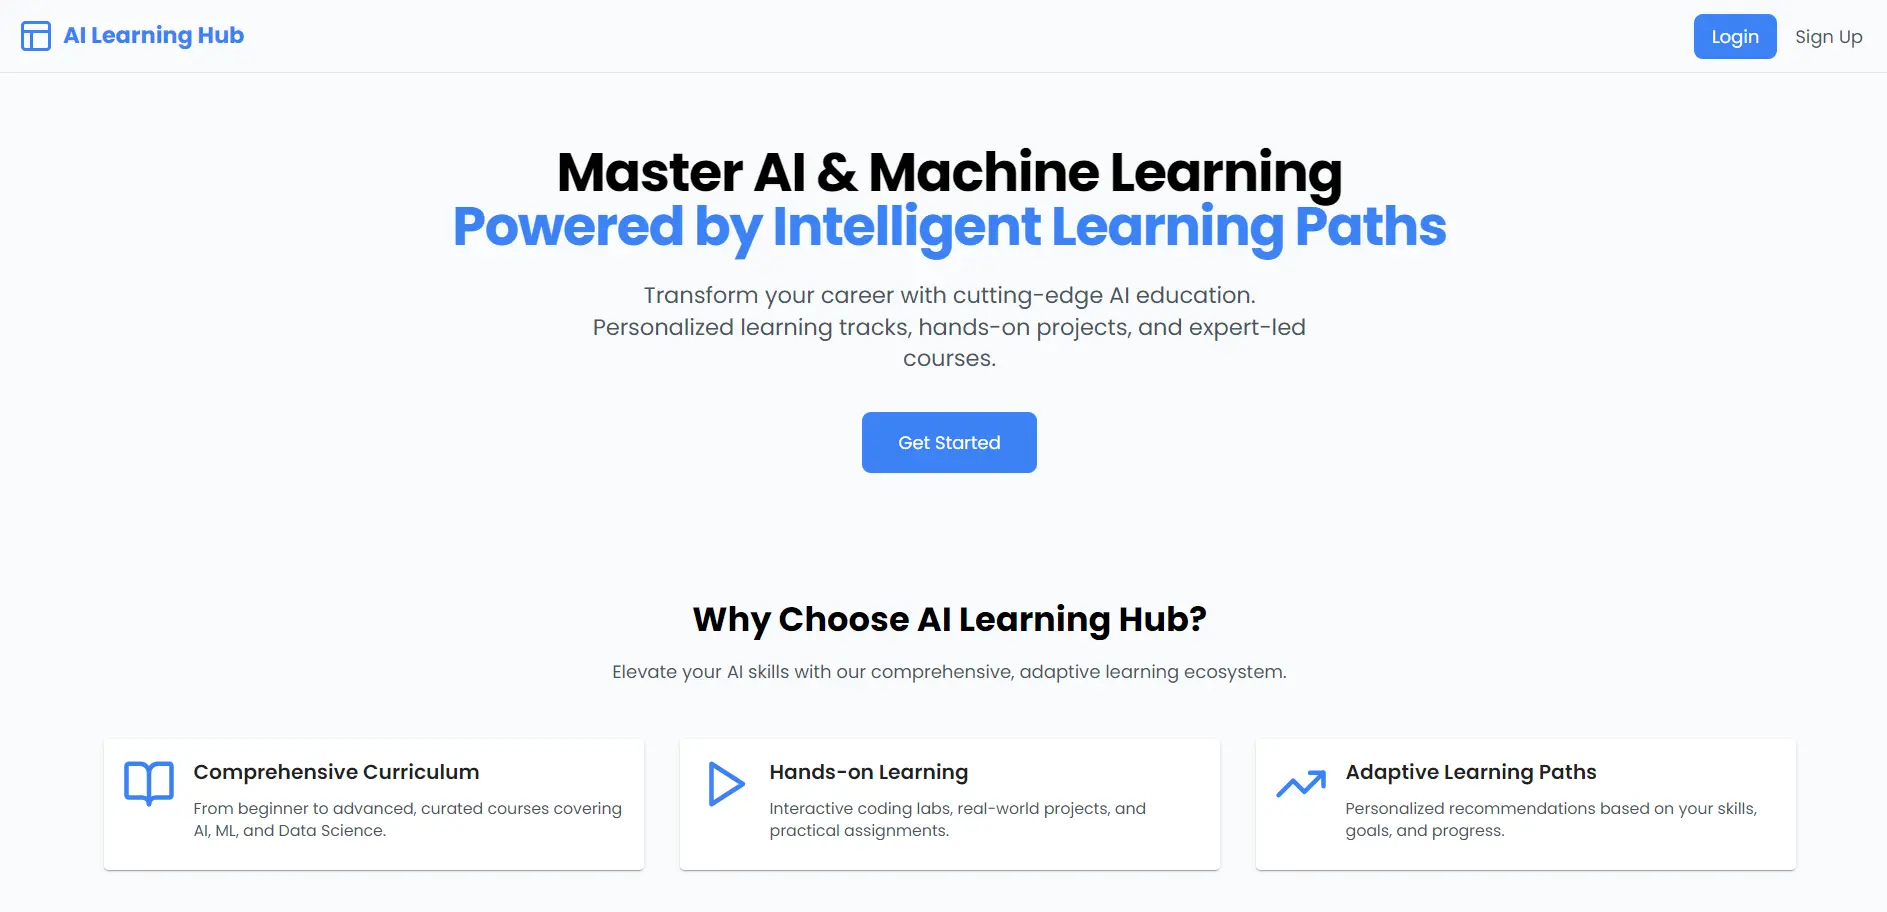 AI Learning Hub
Login
Sign Up
Master AI & Machine Learning
Powered by Intelligent Learning Paths
Transform your career with cutting-edge AI education.
Personalized learning tracks, hands-on projects, and expert-led
courses.
Get Started
Why Choose AI Learning Hub?
Elevate your AI skills with our comprehensive, adaptive learning ecosystem.
Comprehensive Curriculum
From beginner to advanced, curated courses covering
AI, ML, and Data Science.
Hands-on Learning
Interactive coding labs, real-world projects, and
practical assignments.
Adaptive Learning Paths
Personalized recommendations based on your skills,
goals, and progress.